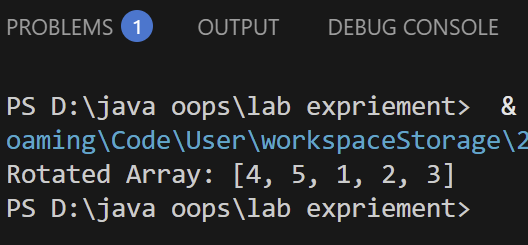 PROBLEMS 1 OUTPUT DEBUG CONSOLE
PS D:\java oops\lab expriement>  &
oaming\Code\User\workspaceStorage\2
Rotated Array: [4, 5, 1, 2, 3]
PS D:\java oops\lab expriement>